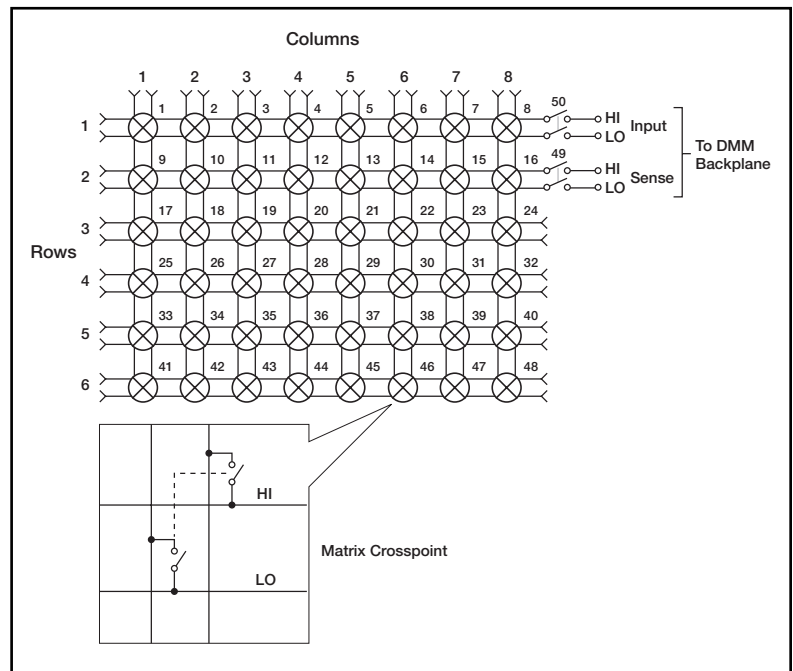 Columns
1 2 3 4 5 6 7 8
1 1 2 3 4 5 6 7 8 50 HI Input
LO
To DMM
Backplane
2 9 10 11 12 13 14 15 16 49 HI Sense
LO
3 17 18 19 20 21 22 23 24
Rows
4 25 26 27 28 29 30 31 32
5 33 34 35 36 37 38 39 40
6 41 42 43 44 45 46 47 48
HI
Matrix Crosspoint
LO